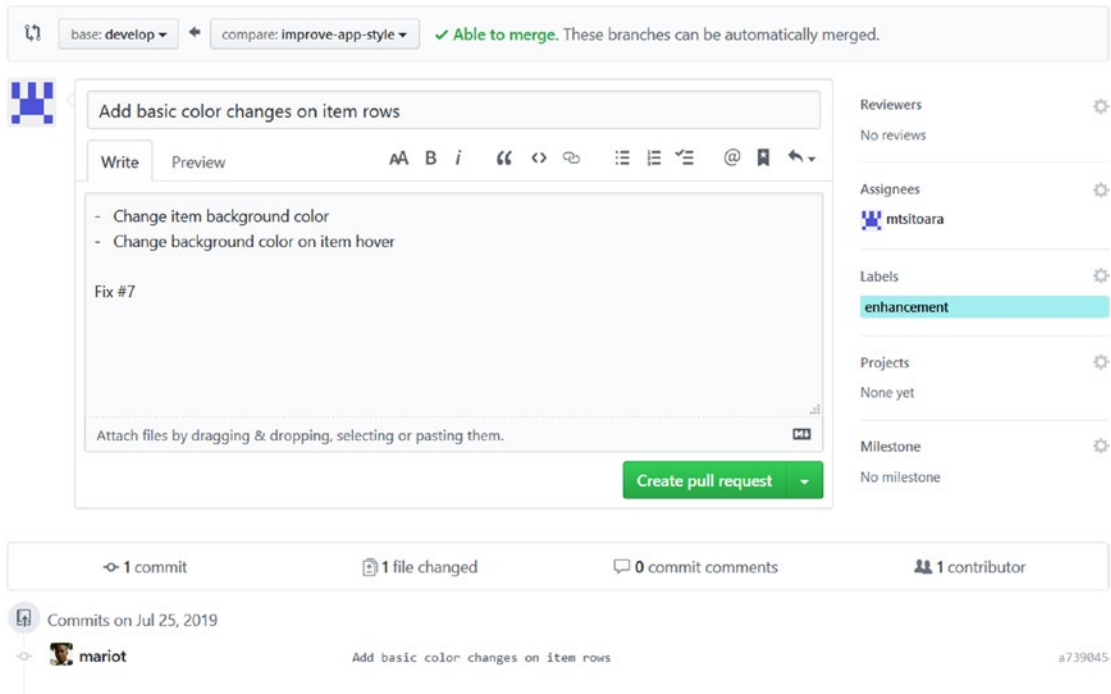 base: develop compare: improve-app-style ✓ Able to merge. These branches can be automatically merged.
Add basic color changes on item rows
Write Preview AA B i “ <>
- Change item background color
- Change background color on item hover
Fix #7
Attach files by dragging & dropping, selecting or pasting them.
Create pull request
Reviewers
No reviews
Assignees
mtsitoara
Labels
enhancement
Projects
None yet
Milestone
No milestone
1 commit 1 file changed 0 commit comments 1 contributor
Commits on Jul 25, 2019
mariot Add basic color changes on item rows a739045